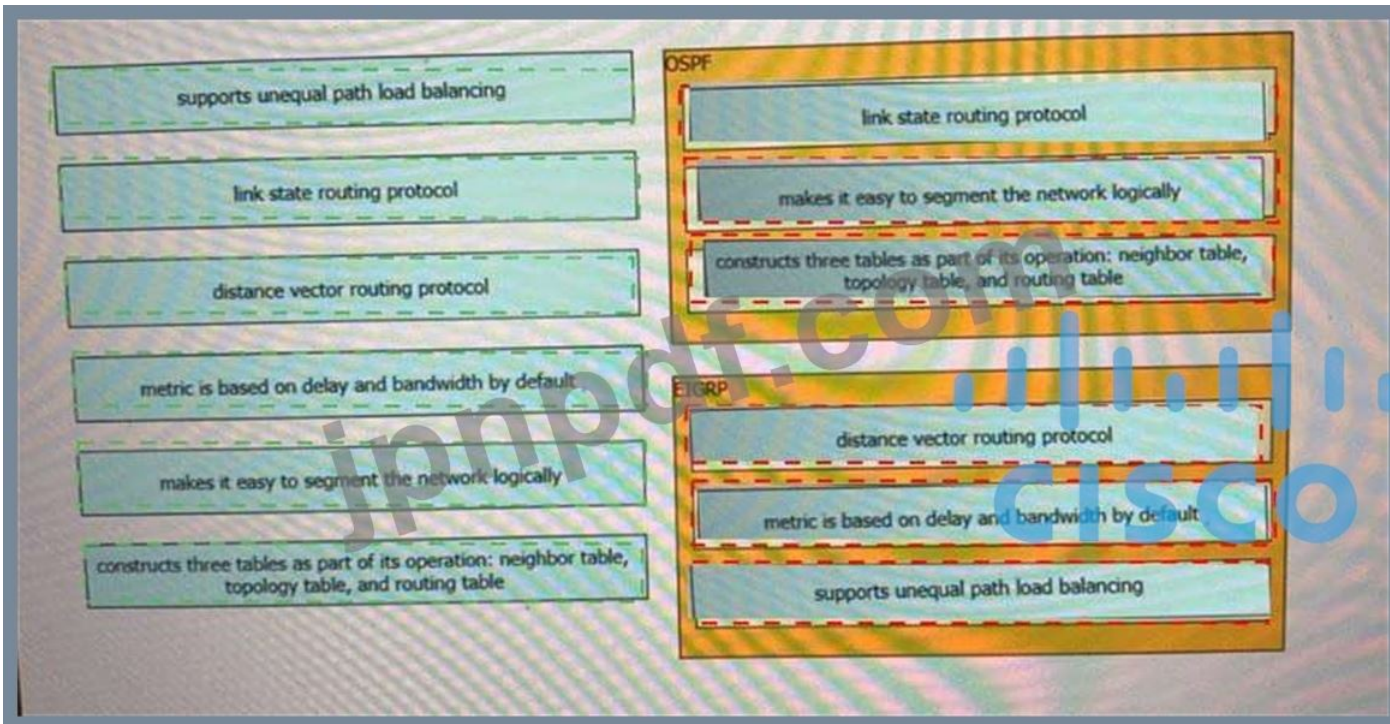 supports unequal path load balancing
link state routing protocol
distance vector routing protocol
metric is based on delay and bandwidth by default
makes it easy to segment the network logically
constructs three tables as part of its operation: neighbor table,
topology table, and routing table
OSPF
link state routing protocol
makes it easy to segment the network logically
constructs three tables as part of its operation: neighbor table,
topology table, and routing table
EIGRP
distance vector routing protocol
metric is based on delay and bandwidth by default
supports unequal path load balancing
jpnpdf.com
CISCO